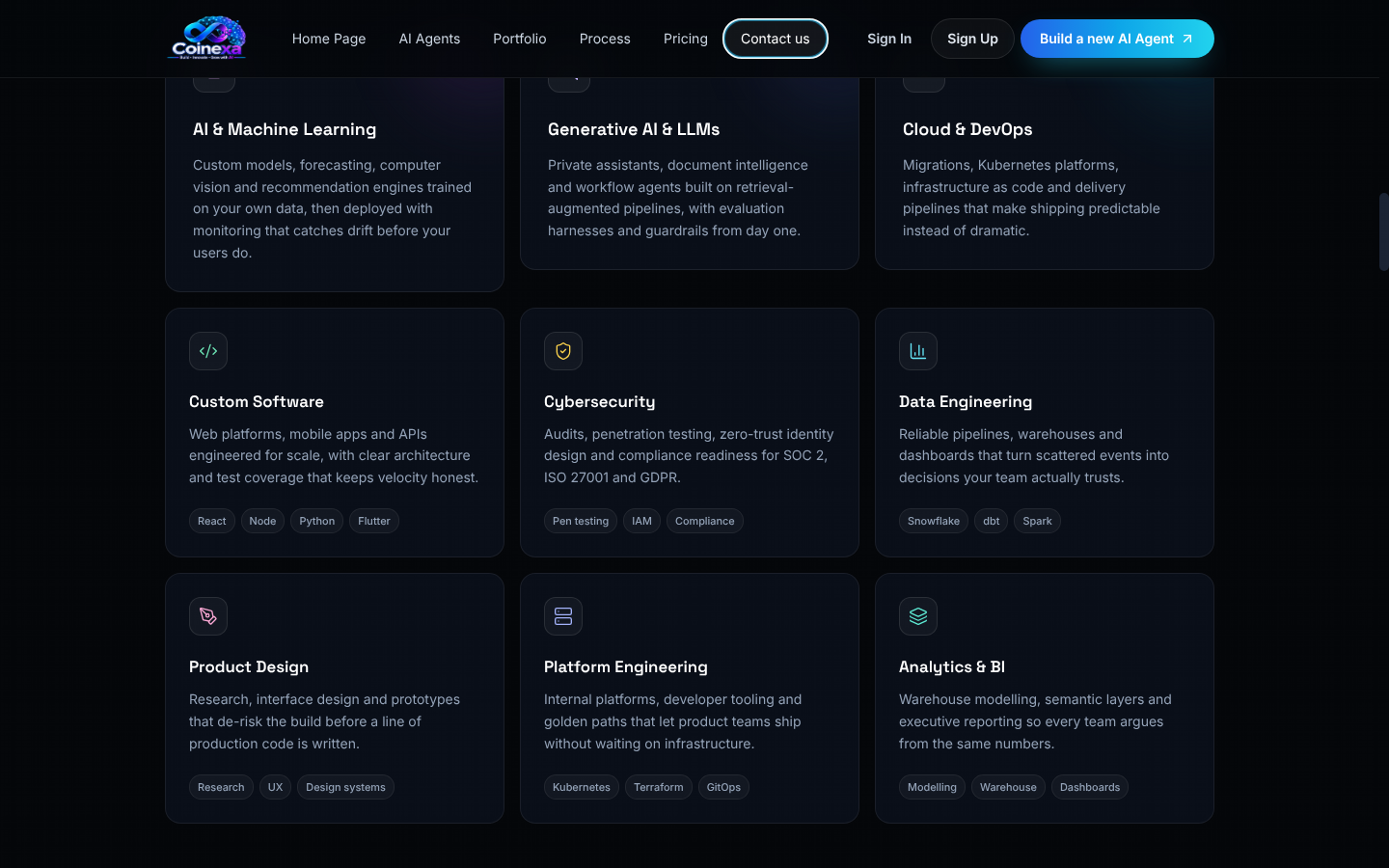 Coinexa
Home Page
AI Agents
Portfolio
Process
Pricing
Contact us
Sign In
Sign Up
Build a new AI Agent
AI & Machine Learning
Custom models, forecasting, computer
vision and recommendation engines trained
on your own data, then deployed with
monitoring that catches drift before your
users do.
Generative AI & LLMs
Private assistants, document intelligence
and workflow agents built on retrieval-
augmented pipelines, with evaluation
harnesses and guardrails from day one.
Cloud & DevOps
Migrations, Kubernetes platforms,
infrastructure as code and delivery
pipelines that make shipping predictable
instead of dramatic.
Custom Software
Web platforms, mobile apps and APIs
engineered for scale, with clear architecture
and test coverage that keeps velocity honest.
React
Node
Python
Flutter
Cybersecurity
Audits, penetration testing, zero-trust identity
design and compliance readiness for SOC 2,
ISO 27001 and GDPR.
Pen testing
IAM
Compliance
Data Engineering
Reliable pipelines, warehouses and
dashboards that turn scattered events into
decisions your team actually trusts.
Snowflake
dbt
Spark
Product Design
Research, interface design and prototypes
that de-risk the build before a line of
production code is written.
Research
UX
Design systems
Platform Engineering
Internal platforms, developer tooling and
golden paths that let product teams ship
without waiting on infrastructure.
Kubernetes
Terraform
GitOps
Analytics & BI
Warehouse modelling, semantic layers and
executive reporting so every team argues
from the same numbers.
Modelling
Warehouse
Dashboards